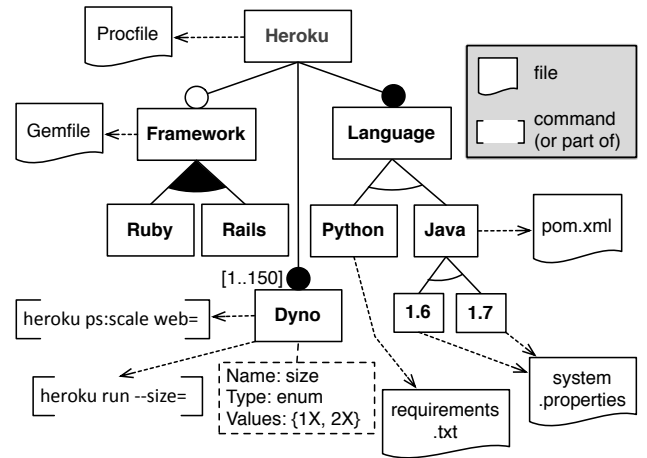 Procfile
Heroku
file
command
(or part of)
Gemfile
Framework
Language
Ruby
Rails
Python
Java
pom.xml
[1..150]
Dyno
1.6
1.7
heroku ps:scale web=
heroku run --size=
Name: size
Type: enum
Values: {1X, 2X}
requirements
.txt
system
.properties